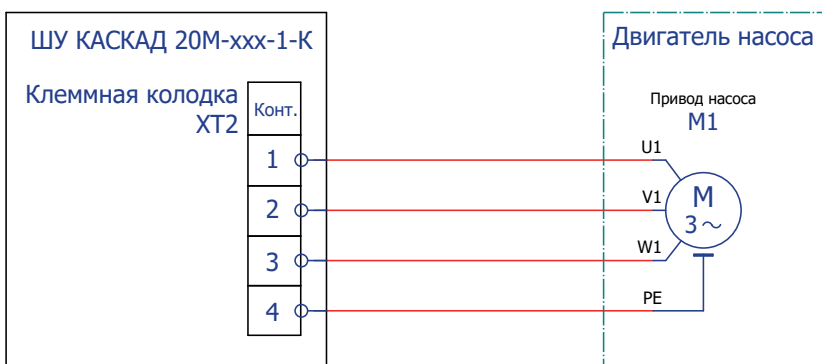 ШУ КАСКАД 20М-xxx-1-К
Клеммная колодка
XT2
Конт.
1
2
3
4
Двигатель насоса
Привод насоса
М1
U1
V1
W1
PE
М
3~